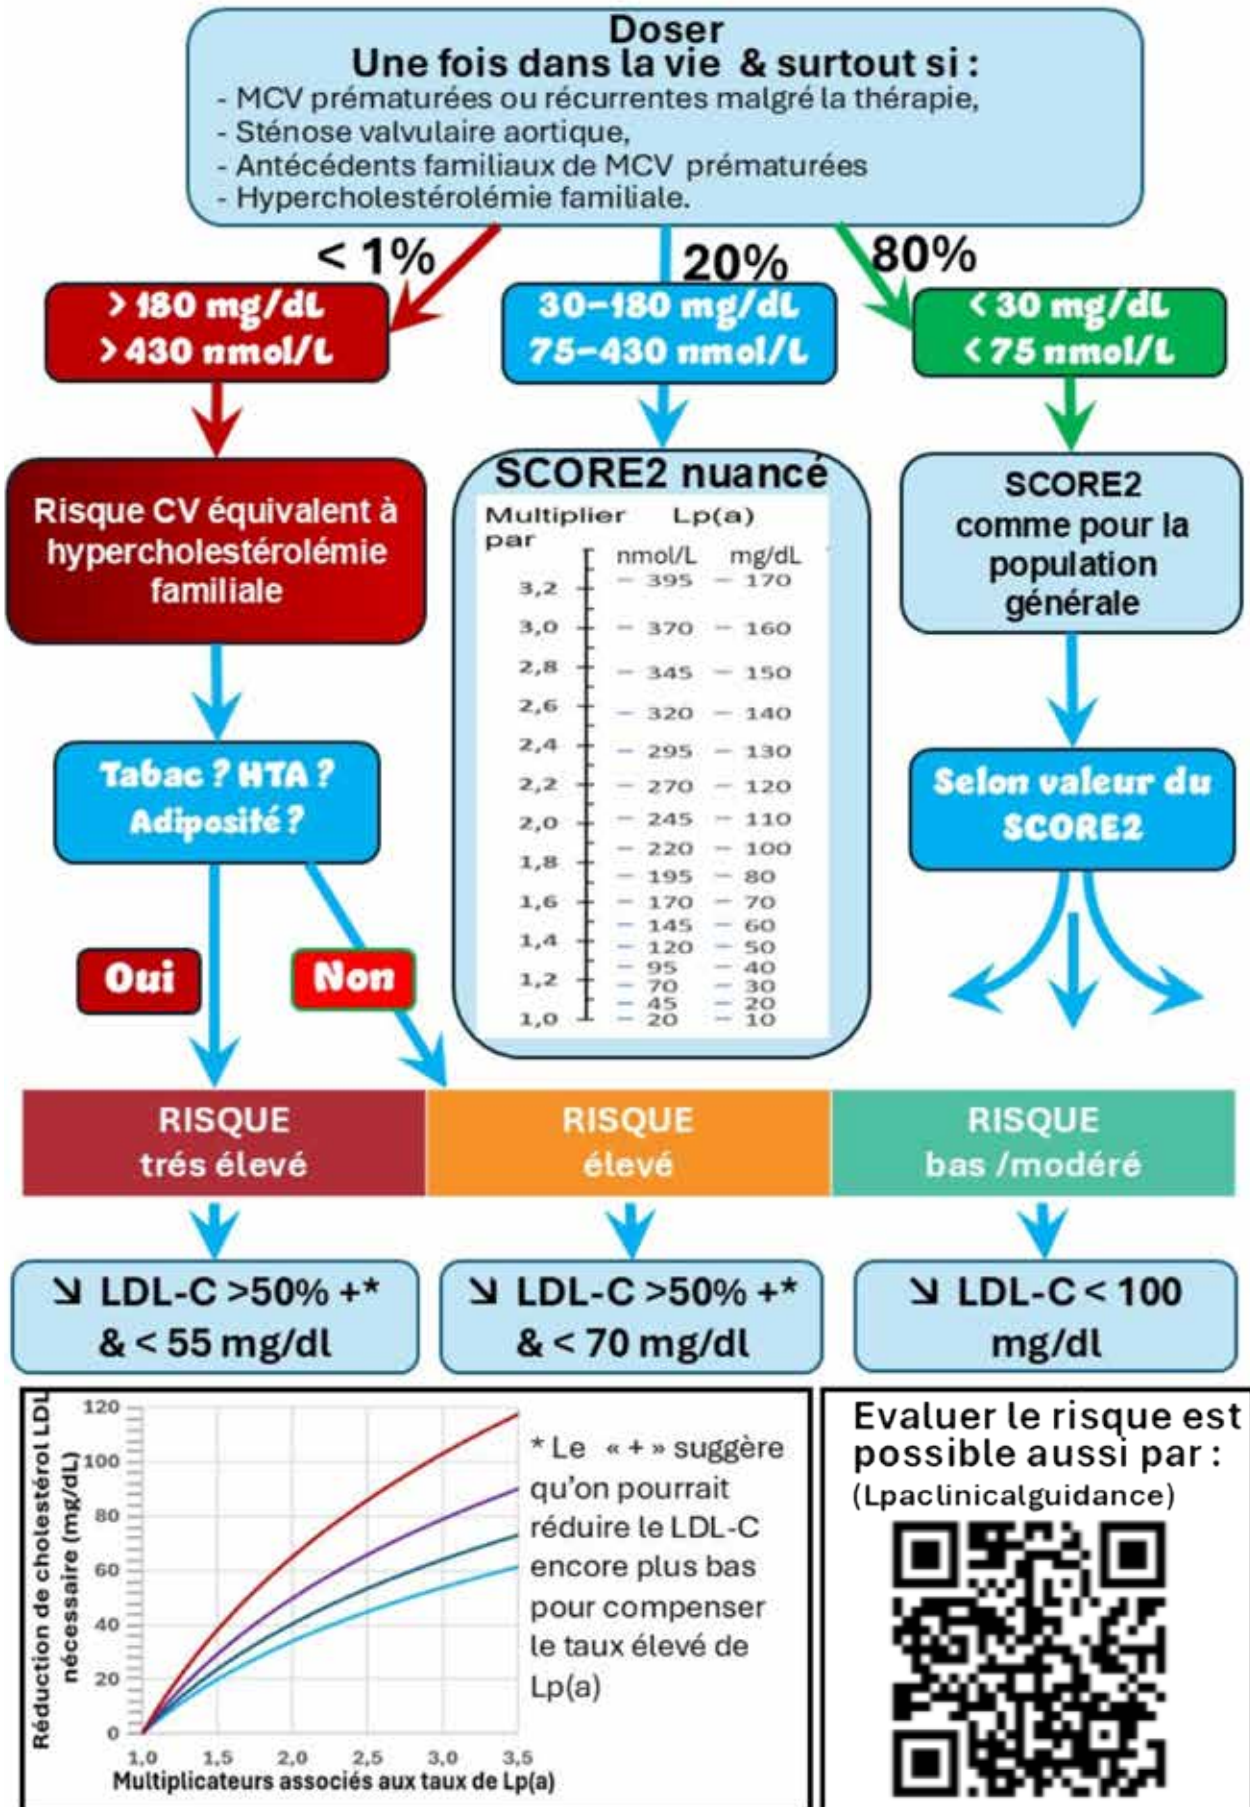 Doser
Une fois dans la vie & surtout si :
- MCV prématurées ou récurrentes malgré la thérapie,
- Sténose valvulaire aortique,
- Antécédents familiaux de MCV prématurées
- Hypercholestérolémie familiale.
< 1%
20%
80%
> 180 mg/dL
> 430 nmol/L
30-180 mg/dL
75-430 nmol/L
< 30 mg/dL
< 75 nmol/L
Risque CV équivalent à
hypercholestérolémie
familiale
SCORE2 nuancé
Multiplier Lp(a)
par
nmol/L mg/dL
3,2
3,0
2,8
2,6
2,4
2,2
2,0
1,8
1,6
1,4
1,2
1,0
395 170
370 160
345 150
320 140
295 130
270 120
245 110
220 100
195 80
170 70
145 60
120 50
95 40
70 30
45 20
20 10
SCORE2
comme pour la
population
générale
Tabac ? HTA ?
Adiposité ?
Selon valeur du
SCORE2
Oui
Non
RISQUE
trés élevé
RISQUE
élevé
RISQUE
bas /modéré
↘ LDL-C >50% +*
& < 55 mg/dl
↘ LDL-C >50% +*
& < 70 mg/dl
↘ LDL-C < 100
mg/dl
Réduction de cholestérol LDL
nécessaire (mg/dL)
120
100
80
60
40
20
0
1,0 1,5 2,0 2,5 3,0 3,5
Multiplicateurs associés aux taux de Lp(a)
* Le « + » suggère
qu'on pourrait
réduire le LDL-C
encore plus bas
pour compenser
le taux élevé de
Lp(a)
Evaluer le risque est
possible aussi par :
(Lpaclinicalguidance)